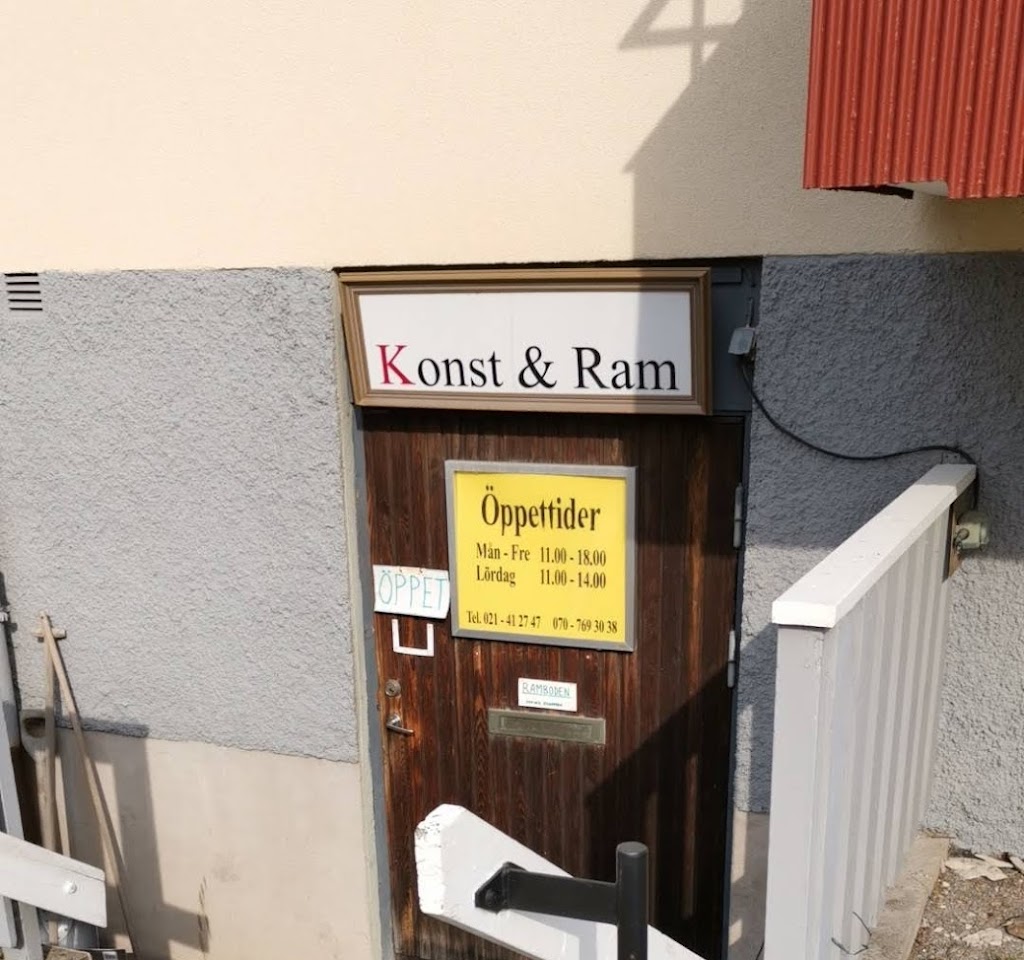 Konst & Ram
Öppettider
Mån - Fre 11.00 - 18.00
Lördag 11.00 - 14.00
Tel. 021 - 41 27 47 070 - 769 30 38
ÖPPET
RAMBODEN